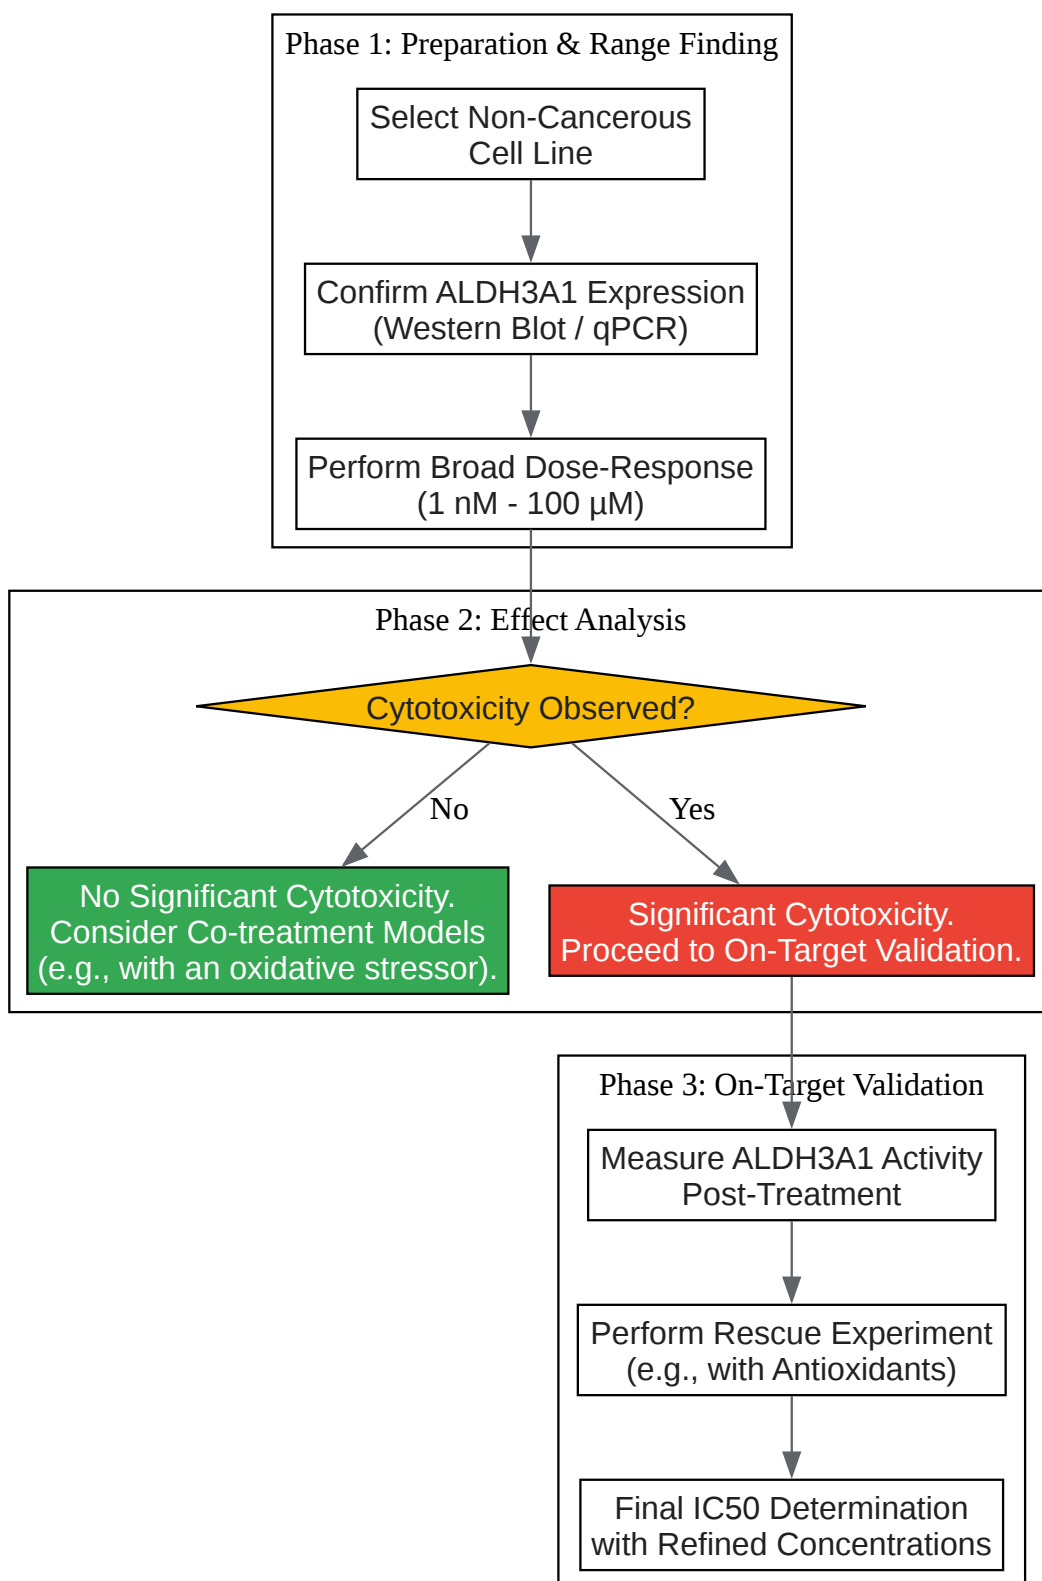 Phase 1: Preparation & Range Finding
Select Non-Cancerous
Cell Line
Confirm ALDH3A1 Expression
(Western Blot / qPCR)
Perform Broad Dose-Response
(1 nM - 100 µM)
Phase 2: Effect Analysis
Cytotoxicity Observed?
No
Yes
No Significant Cytotoxicity.
Consider Co-treatment Models
(e.g., with an oxidative stressor).
Significant Cytotoxicity.
Proceed to On-Target Validation.
Phase 3: On-Target Validation
Measure ALDH3A1 Activity
Post-Treatment
Perform Rescue Experiment
(e.g., with Antioxidants)
Final IC50 Determination
with Refined Concentrations